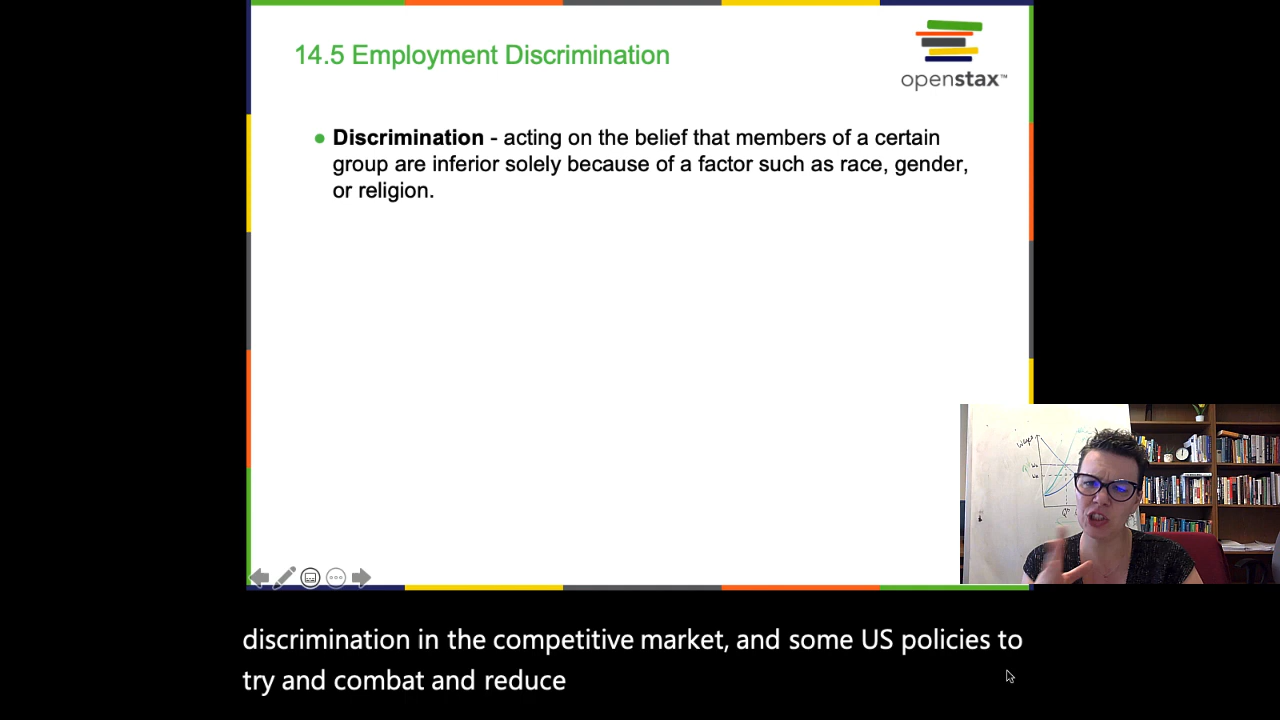 14.5 Employment Discrimination
openstax™
Discrimination - acting on the belief that members of a certain
group are inferior solely because of a factor such as race, gender,
or religion.
discrimination in the competitive market, and some US policies to
try and combat and reduce